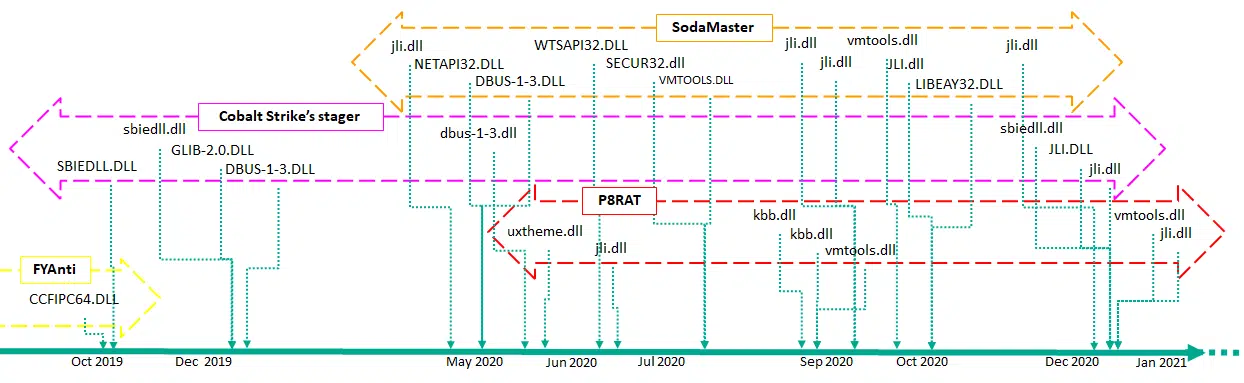 SodaMaster
jli.dll
WTSAPI32.DLL
jli.dll
vmtools.dll
jli.dll
NETAPI32.DLL
SECUR32.dll
jli.dll
JLI.dll
DBUS-1-3.DLL
VMTOOLS.DLL
LIBEAY32.DLL
Cobalt Strike's stager
sbiedll.dll
dbus-1-3.dll
sbiedll.dll
GLIB-2.0.DLL
JLI.DLL
SBIEDLL.DLL
DBUS-1-3.DLL
jli.dll
P8RAT
kbb.dll
vmtools.dll
uxtheme.dll
kbb.dll
jli.dll
jli.dll
vmtools.dll
FYAnti
CCFIPC64.DLL
Oct 2019
Dec 2019
May 2020
Jun 2020
Jul 2020
Sep 2020
Oct 2020
Dec 2020
Jan 2021